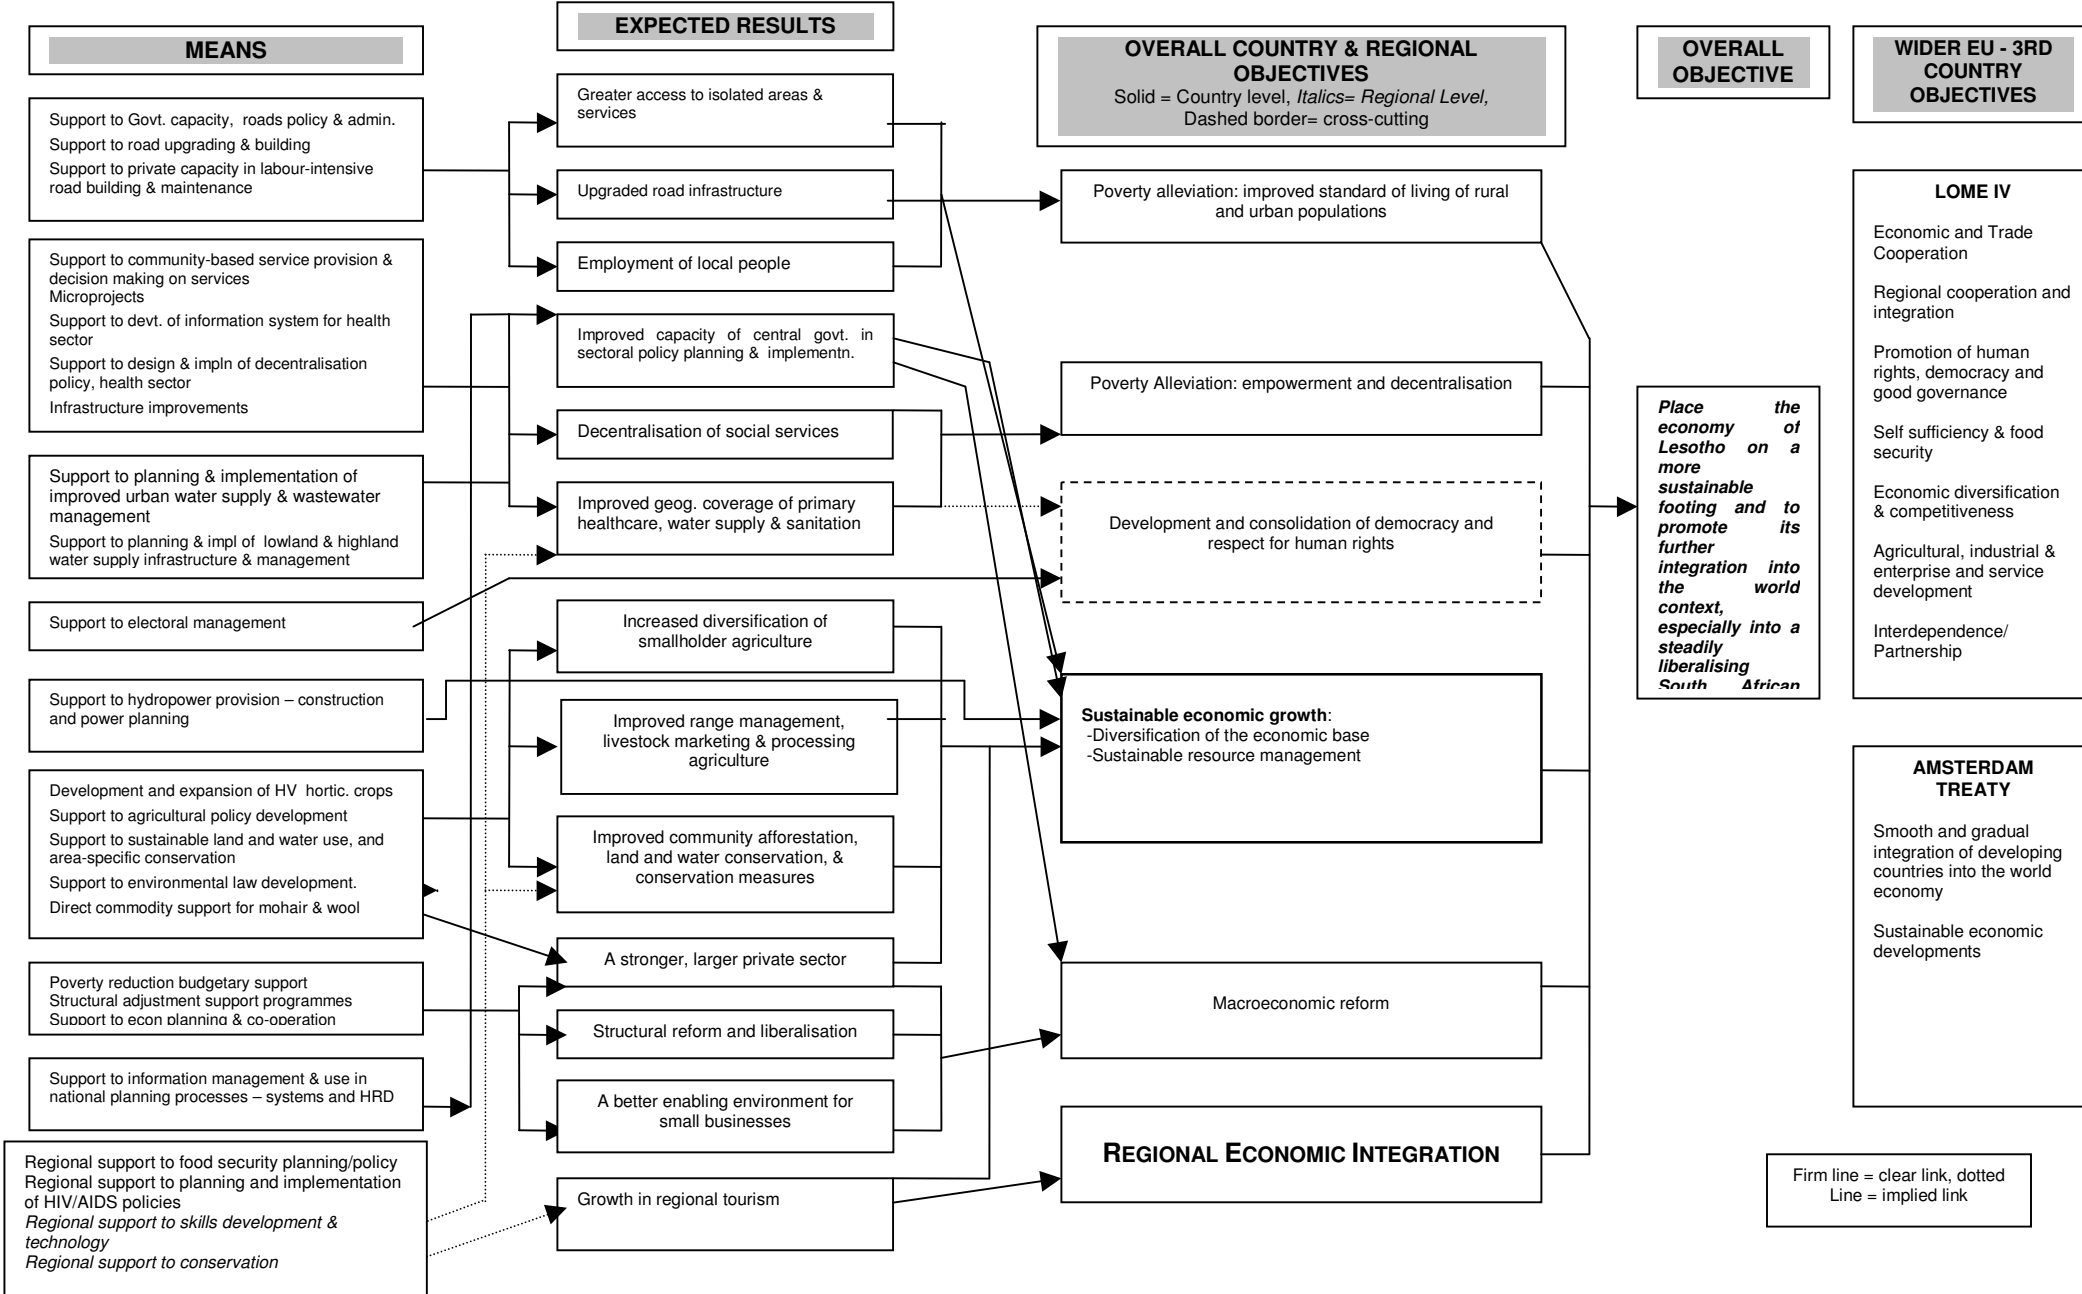 MEANS
Support to Govt. capacity, roads policy & admin.
Support to road upgrading & building
Support to private capacity in labour-intensive
road building & maintenance
Support to community-based service provision &
decision making on services
Microprojects
Support to devt. of information system for health
sector
Support to design & impln of decentralisation
policy, health sector
Infrastructure improvements
Support to planning & implementation of
improved urban water supply & wastewater
management
Support to planning & impl of lowland & highland
water supply infrastructure & management
Support to electoral management
Support to hydropower provision – construction
and power planning
Development and expansion of HV hortic. crops
Support to agricultural policy development
Support to sustainable land and water use, and
area-specific conservation
Support to environmental law development.
Direct commodity support for mohair & wool
Poverty reduction budgetary support
Structural adjustment support programmes
Support to econ planning & co-operation
Support to information management & use in
national planning processes – systems and HRD
Regional support to food security planning/policy
Regional support to planning and implementation
of HIV/AIDS policies
Regional support to skills development &
technology
Regional support to conservation
EXPECTED RESULTS
Greater access to isolated areas &
services
Upgraded road infrastructure
Employment of local people
Improved capacity of central govt. in
sectoral policy planning & implementn.
Decentralisation of social services
Improved geog. coverage of primary
healthcare, water supply & sanitation
Increased diversification of
smallholder agriculture
Improved range management,
livestock marketing & processing
agriculture
Improved community afforestation,
land and water conservation, &
conservation measures
A stronger, larger private sector
Structural reform and liberalisation
A better enabling environment for
small businesses
Growth in regional tourism
OVERALL COUNTRY & REGIONAL
OBJECTIVES
Solid = Country level, Italics= Regional Level,
Dashed border= cross-cutting
Poverty alleviation: improved standard of living of rural
and urban populations
Poverty Alleviation: empowerment and decentralisation
Development and consolidation of democracy and
respect for human rights
Sustainable economic growth:
-Diversification of the economic base
-Sustainable resource management
Macroeconomic reform
REGIONAL ECONOMIC INTEGRATION
OVERALL
OBJECTIVE
Place the
economy of
Lesotho on a
more
sustainable
footing and to
promote its
further
integration into
the world
context,
especially into a
steadily
liberalising
South African
WIDER EU - 3RD
COUNTRY
OBJECTIVES
LOME IV
Economic and Trade
Cooperation
Regional cooperation and
integration
Promotion of human
rights, democracy and
good governance
Self sufficiency & food
security
Economic diversification
& competitiveness
Agricultural, industrial &
enterprise and service
development
Interdependence/
Partnership
AMSTERDAM
TREATY
Smooth and gradual
integration of developing
countries into the world
economy
Sustainable economic
developments
Firm line = clear link, dotted
Line = implied link